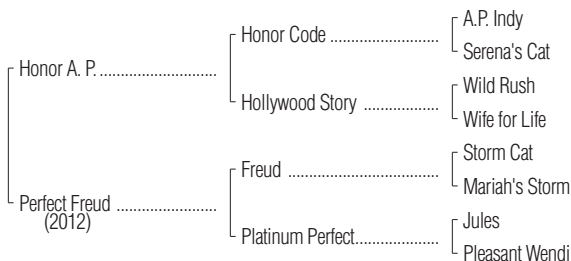 A.P. Indy
Honor Code
Serena's Cat
Honor A. P.
Wild Rush
Hollywood Story
Wife for Life
Storm Cat
Freud
Mariah's Storm
Perfect Freud
(2012)
Jules
Platinum Perfect
Pleasant Wendi